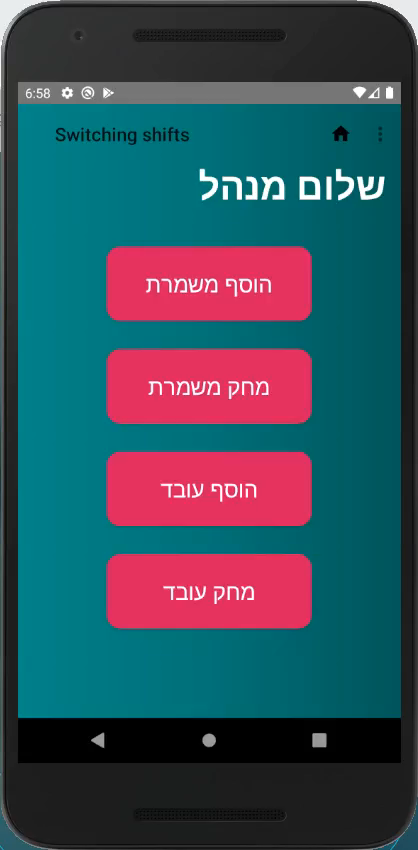 6:58
Switching shifts
שלום מנהל
הוסף משמרת
מחק משמרת
הוסף עובד
מחק עובד